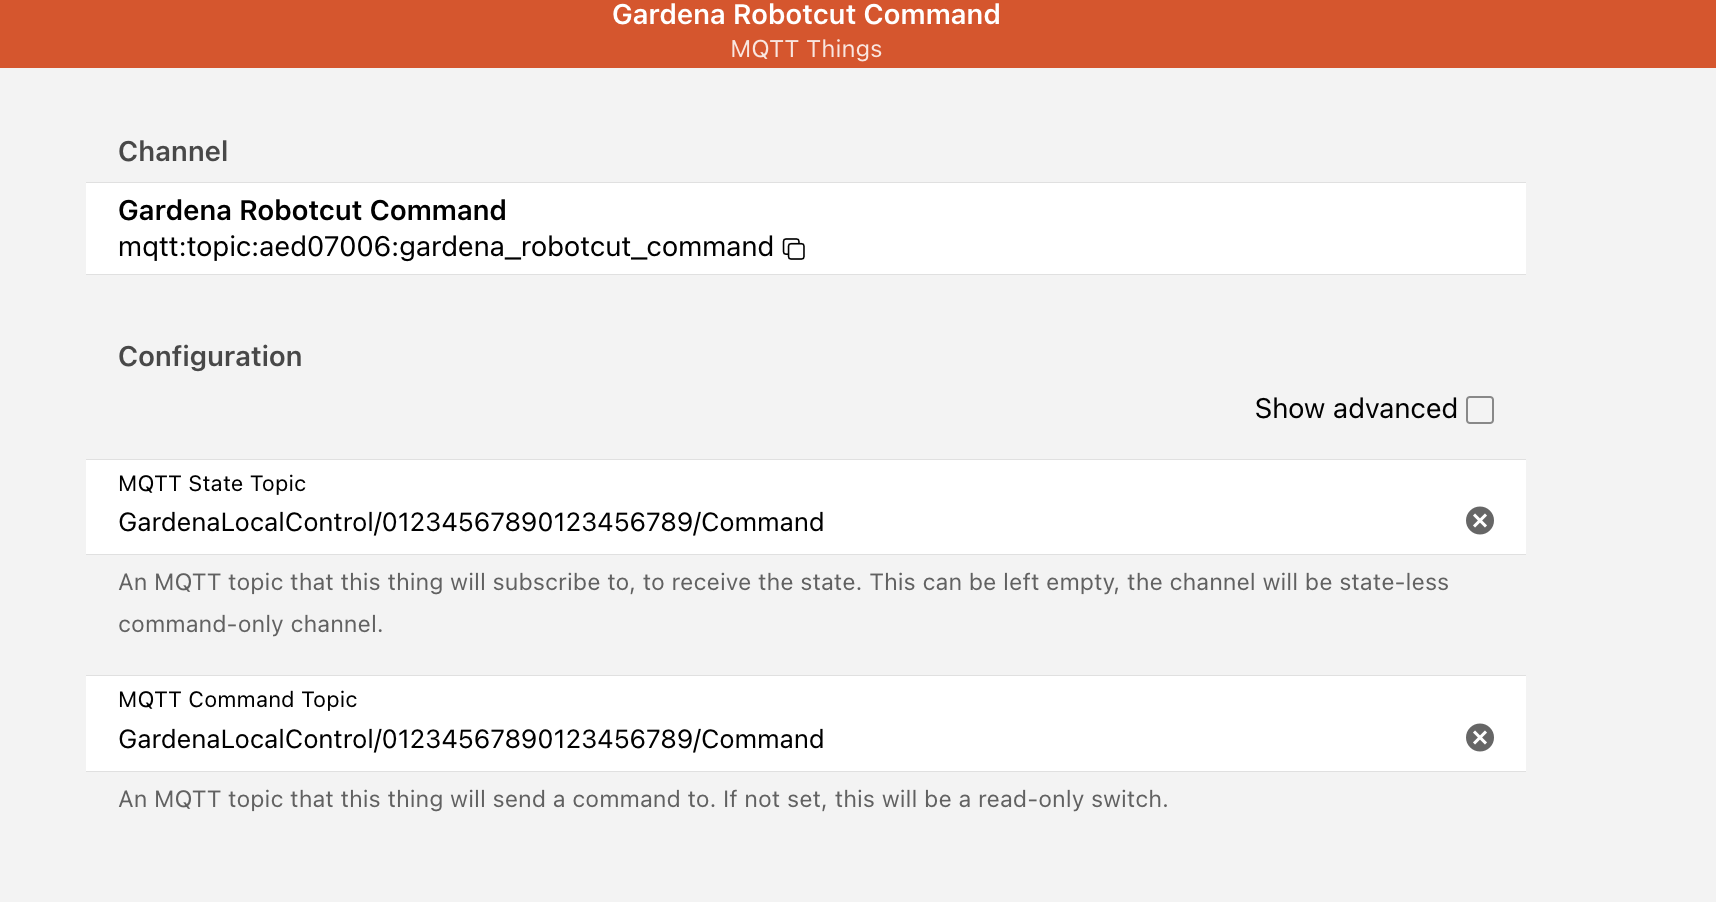 Gardena Robotcut Command
MQTT Things
Channel
Gardena Robotcut Command
mqtt:topic:aed07006:gardena_robotcut_command
Configuration
Show advanced
MQTT State Topic
GardenaLocalControl/01234567890123456789/Command
An MQTT topic that this thing will subscribe to, to receive the state. This can be left empty, the channel will be state-less
command-only channel.
MQTT Command Topic
GardenaLocalControl/01234567890123456789/Command
An MQTT topic that this thing will send a command to. If not set, this will be a read-only switch.